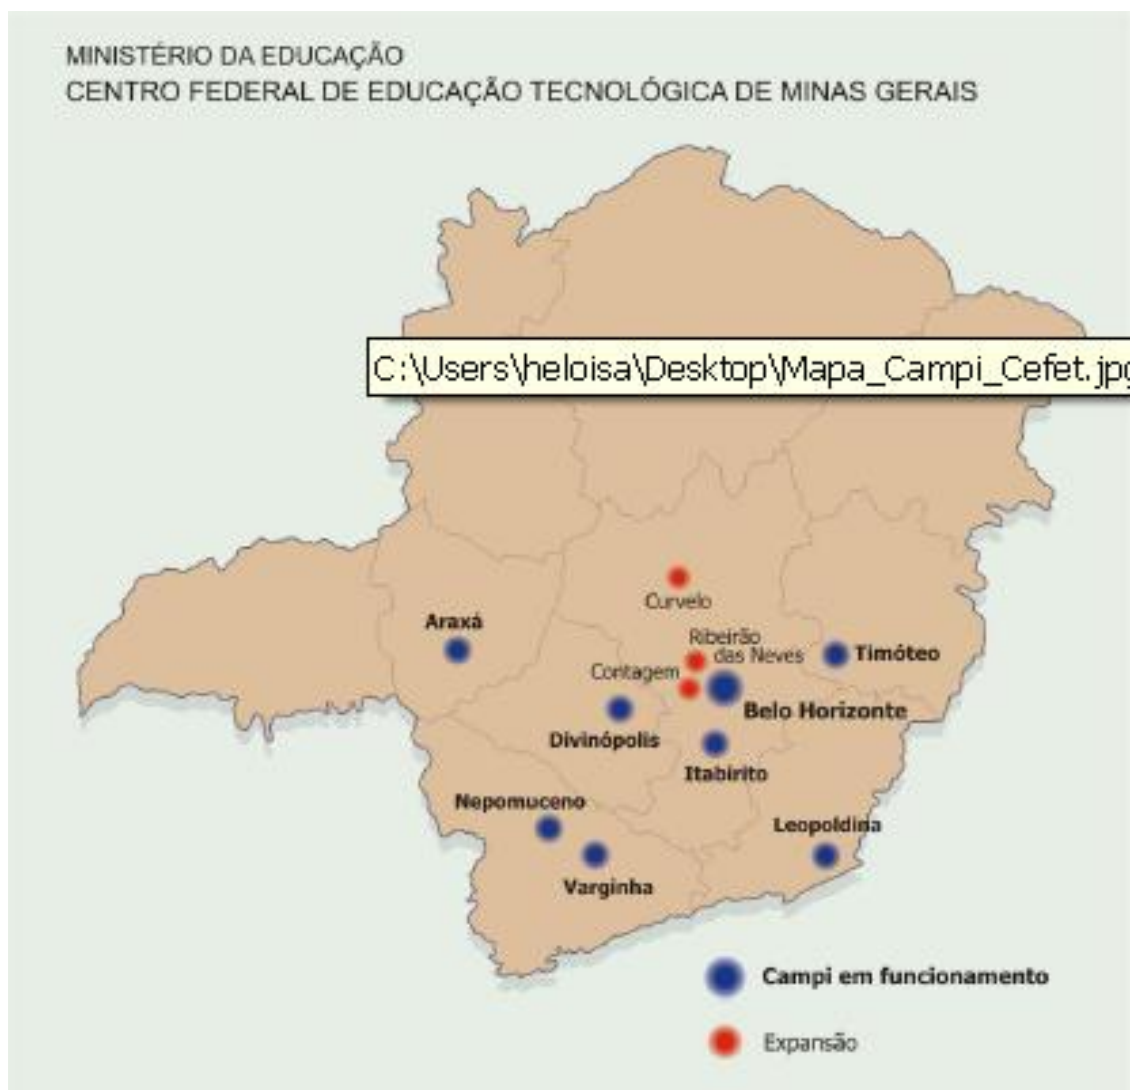 MINISTÉRIO DA EDUCAÇÃO
CENTRO FEDERAL DE EDUCAÇÃO TECNOLÓGICA DE MINAS GERAIS
C:\Users\heloisa\Desktop\Mapa_Campi_Cefet.jpg
Curvelo
Araxá
Ribeirão
das Neves
Timóteo
Contagem
Belo Horizonte
Divinópolis
Itabirito
Nepomuceno
Leopoldina
Varginha
Campi em funcionamento
Expansão